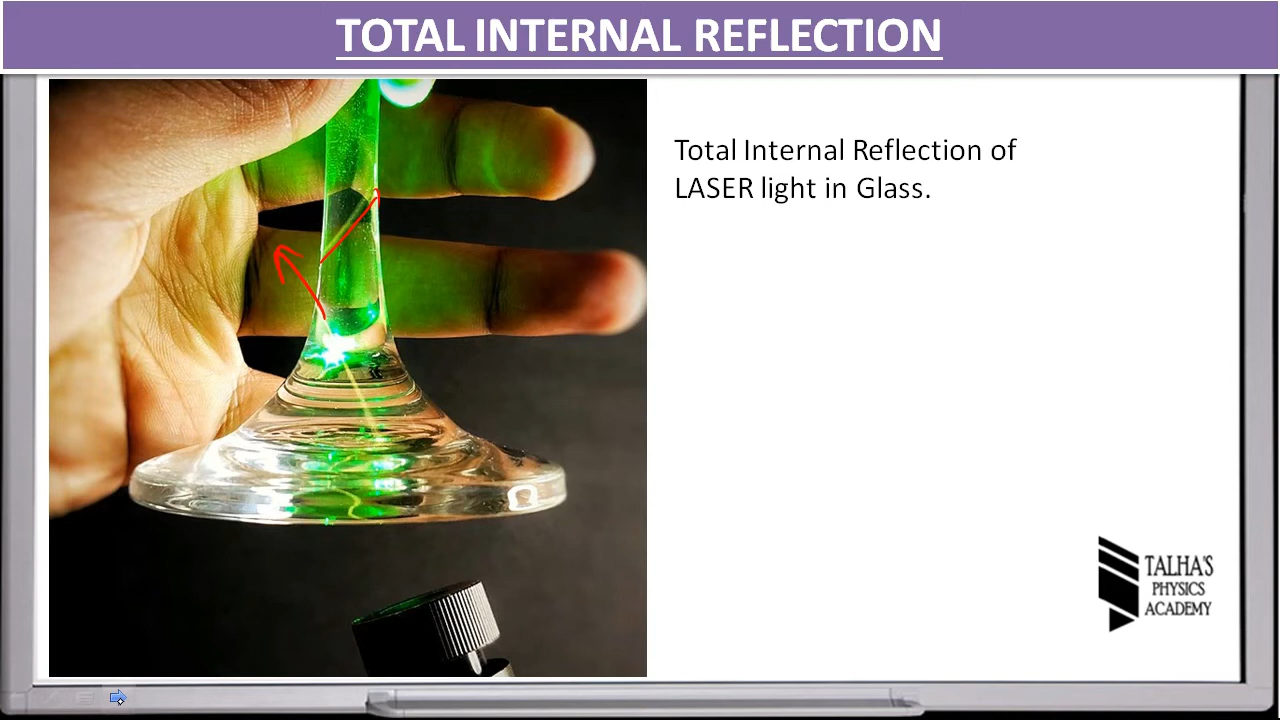 TOTAL INTERNAL REFLECTION
Total Internal Reflection of
LASER light in Glass.
TALHA'S
PHYSICS
ACADEMY